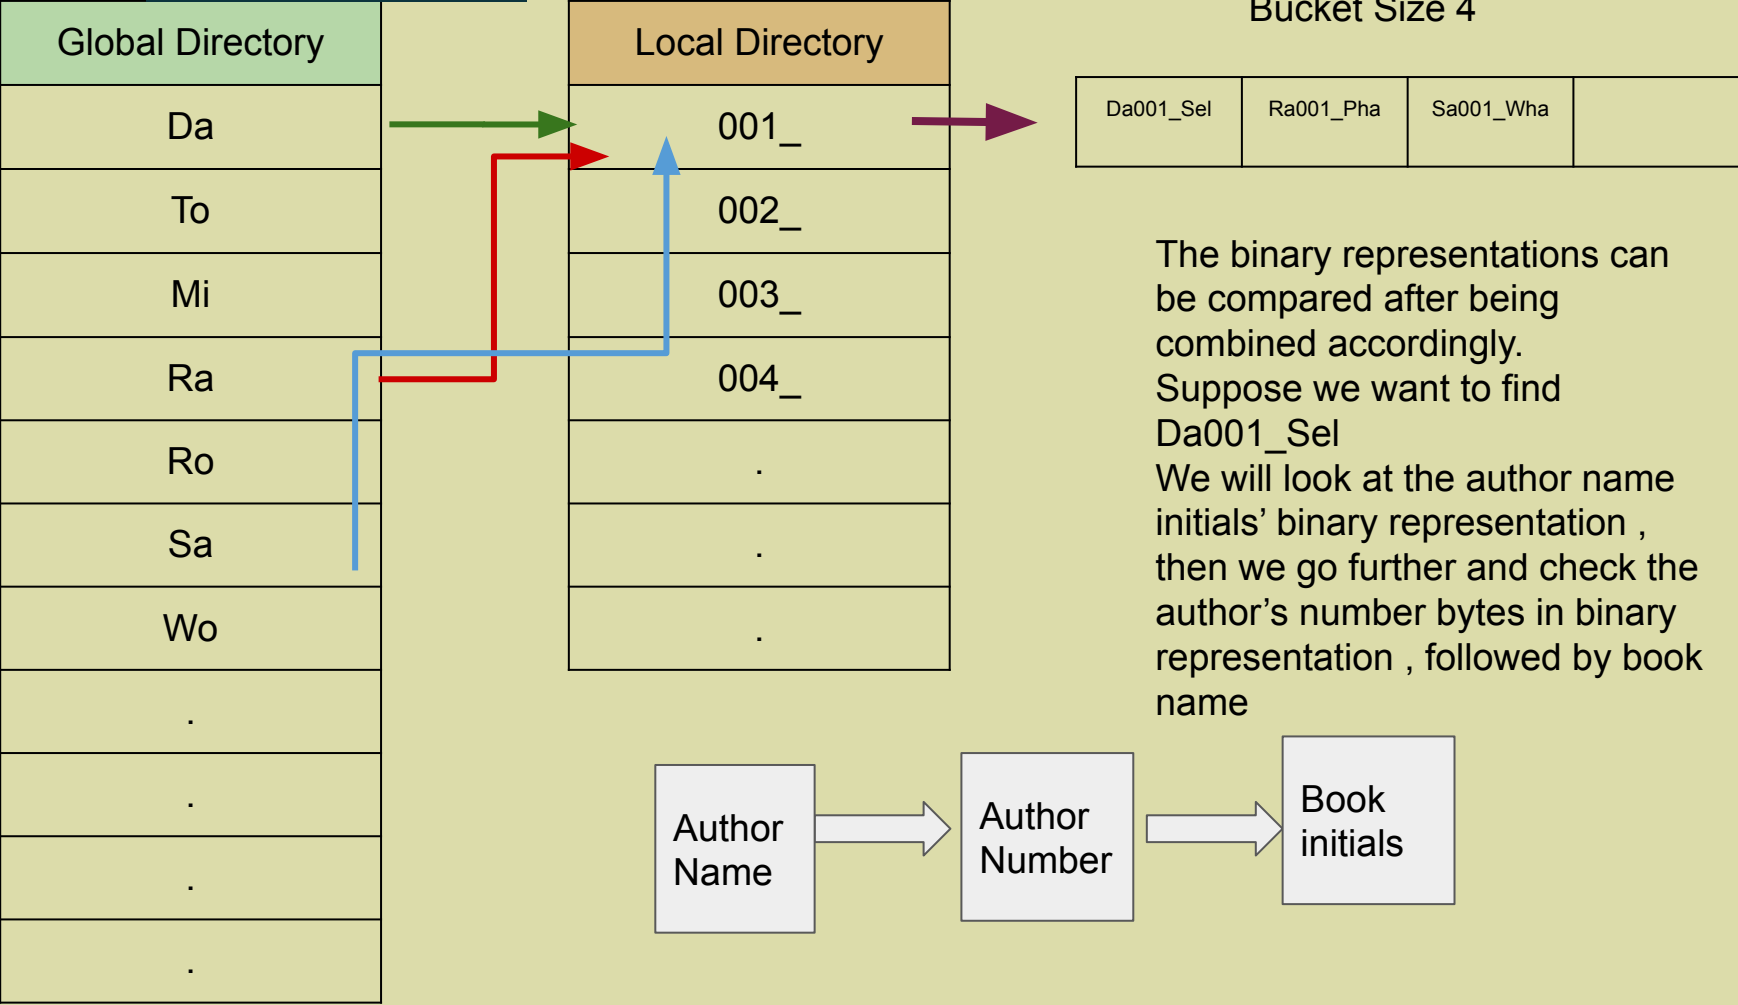 Global Directory
Da
To
Mi
Ra
Ro
Sa
Wo
.
.
.
.
Local Directory
001_
002_
003_
004_
.
.
.
Bucket Size 4
Da001_Sel
Ra001_Pha
Sa001_Wha
The binary representations can
be compared after being
combined accordingly.
Suppose we want to find
Da001_Sel
We will look at the author name
initials’ binary representation ,
then we go further and check the
author’s number bytes in binary
representation , followed by book
name
Author
Name
Author
Number
Book
initials